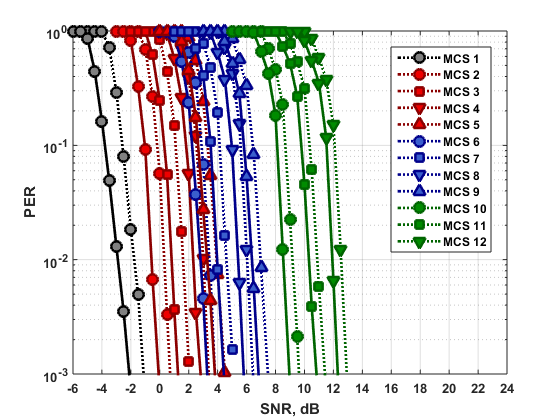 10^0
10^-1
10^-2
10^-3
PER
-6 -4 -2 0 2 4 6 8 10 12 14 16 18 20 22 24
SNR, dB
MCS 1
MCS 2
MCS 3
MCS 4
MCS 5
MCS 6
MCS 7
MCS 8
MCS 9
MCS 10
MCS 11
MCS 12